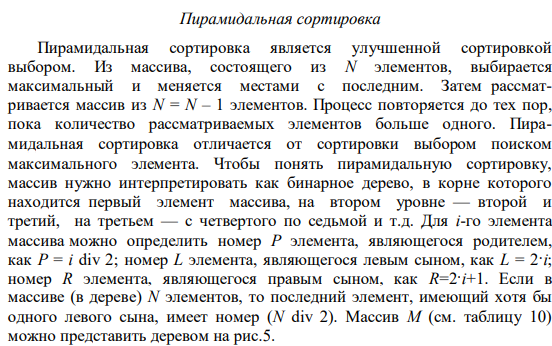 Пирамидальная сортировка
Пирамидальная сортировка является улучшенной сортировкой
выбором. Из массива, состоящего из N элементов, выбирается
максимальный и меняется местами с последним. Затем рассмат-
ривается массив из N = N – 1 элементов. Процесс повторяется до тех пор,
пока количество рассматриваемых элементов больше одного. Пира-
мидальная сортировка отличается от сортировки выбором поиском
максимального элемента. Чтобы понять пирамидальную сортировку,
массив нужно интерпретировать как бинарное дерево, в корне которого
находится первый элемент массива, на втором уровне — второй и
третий, на третьем — с четвертого по седьмой и т.д. Для i-го элемента
массива можно определить номер P элемента, являющегося родителем,
как P = i div 2; номер L элемента, являющегося левым сыном, как L = 2·i;
номер R элемента, являющегося правым сыном, как R=2·i+1. Если в
массиве (в дереве) N элементов, то последний элемент, имеющий хотя бы
одного левого сына, имеет номер (N div 2). Массив M (см. таблицу 10)
можно представить деревом на рис.5.